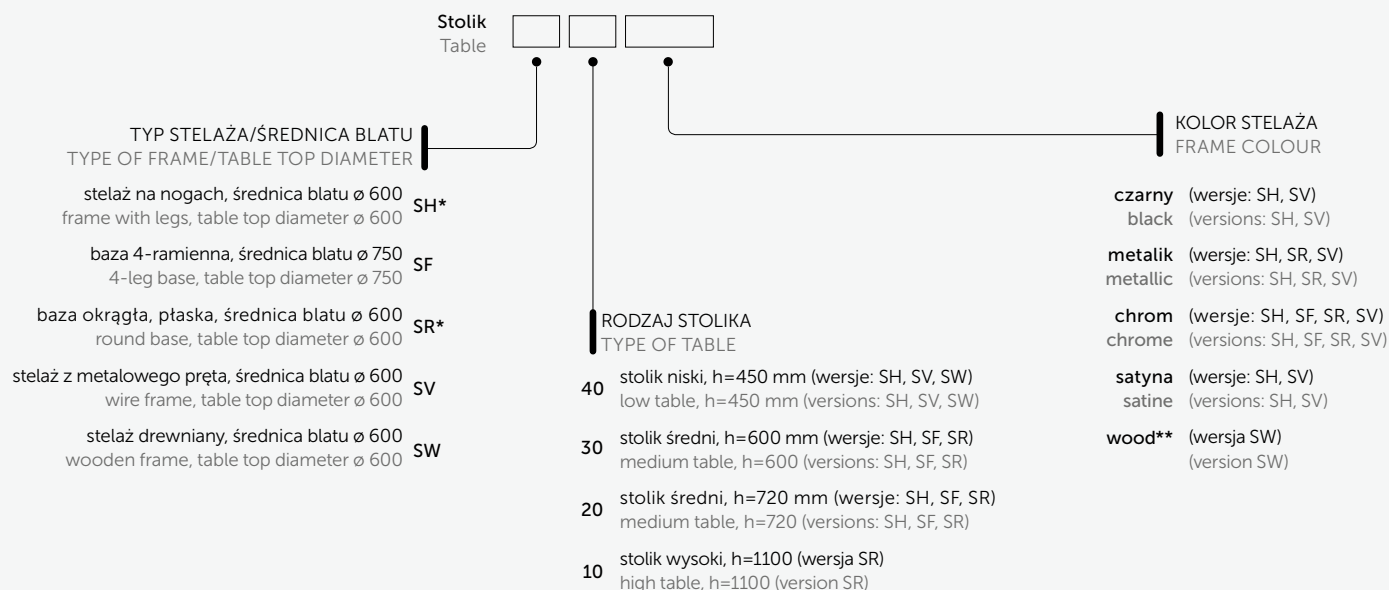 Stolik
Table
TYP STELAŻA/ŚREDNICA BLATU
TYPE OF FRAME/TABLE TOP DIAMETER
stelaż na nogach, średnica blatu ø 600
frame with legs, table top diameter ø 600
SH*
baza 4-ramienna, średnica blatu ø 750
4-leg base, table top diameter ø 750
SF
baza okrągła, płaska, średnica blatu ø 600
round base, table top diameter ø 600
SR*
stelaż z metalowego pręta, średnica blatu ø 600
wire frame, table top diameter ø 600
SV
stelaż drewniany, średnica blatu ø 600
wooden frame, table top diameter ø 600
SW
RODZAJ STOLIKA
TYPE OF TABLE
40
stolik niski, h=450 mm (wersje: SH, SV, SW)
low table, h=450 mm (versions: SH, SV, SW)
30
stolik średni, h=600 mm (wersje: SH, SF, SR)
medium table, h=600 (versions: SH, SF, SR)
20
stolik średni, h=720 mm (wersje: SH, SF, SR)
medium table, h=720 (versions: SH, SF, SR)
10
stolik wysoki, h=1100 (wersja SR)
high table, h=1100 (version SR)
KOLOR STELAŻA
FRAME COLOUR
czarny (wersje: SH, SV)
black (versions: SH, SV)
metalik (wersje: SH, SR, SV)
metallic (versions: SH, SR, SV)
chrom (wersje: SH, SF, SR, SV)
chrome (versions: SH, SF, SR, SV)
satyna (wersje: SH, SV)
satine (versions: SH, SV)
wood** (wersja SW)
(version SW)